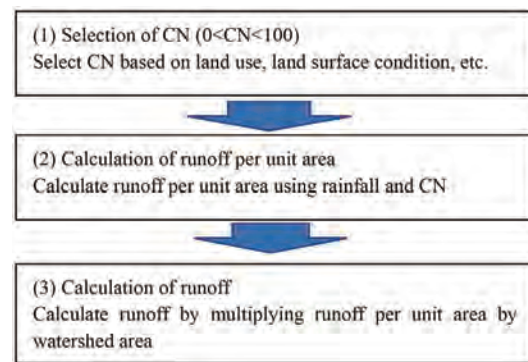 (1) Selection of CN (0<CN<100)
Select CN based on land use, land surface condition, etc.
(2) Calculation of runoff per unit area
Calculate runoff per unit area using rainfall and CN
(3) Calculation of runoff
Calculate runoff by multiplying runoff per unit area by
watershed area